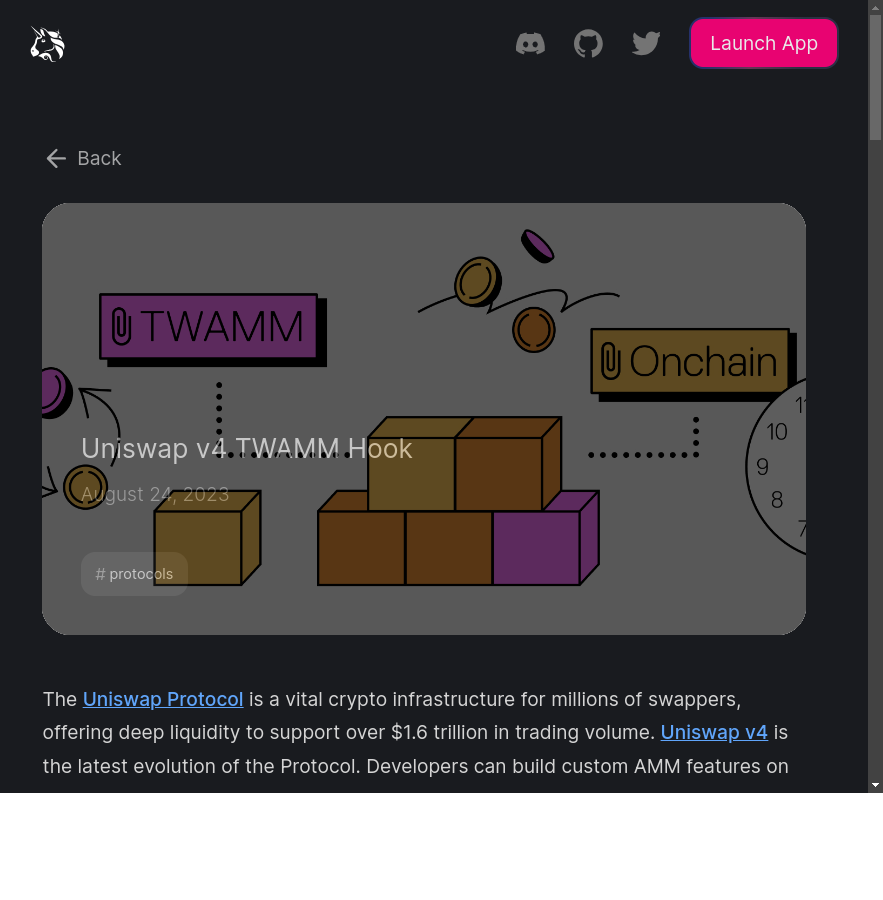 Launch App
Back
TWAMM
Onchain
11
10
9
8
7
Uniswap v4 TWAMM Hook
August 24, 2023
# protocols
The Uniswap Protocol is a vital crypto infrastructure for millions of swappers,
offering deep liquidity to support over $1.6 trillion in trading volume. Uniswap v4 is
the latest evolution of the Protocol. Developers can build custom AMM features on